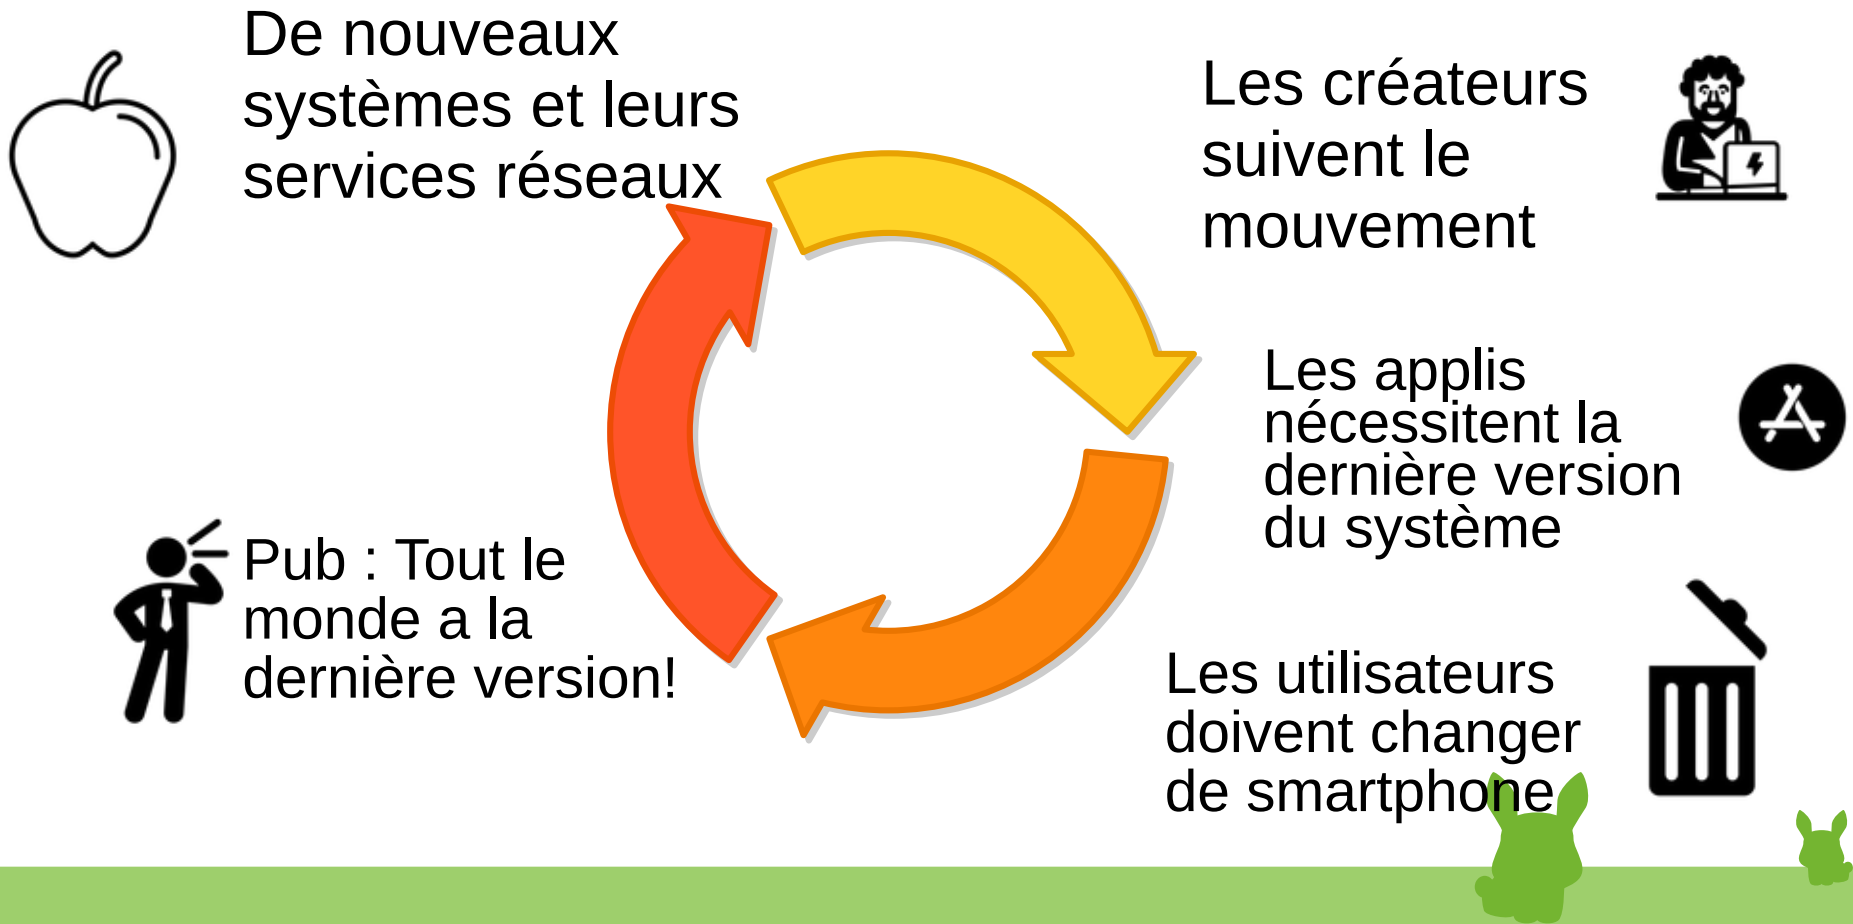 De nouveaux
systèmes et leurs
services réseaux
Les créateurs
suivent le
mouvement
Les applis
nécessitent la
dernière version
du système
Les utilisateurs
doivent changer
de smartphone
Pub : Tout le
monde a la
dernière version!